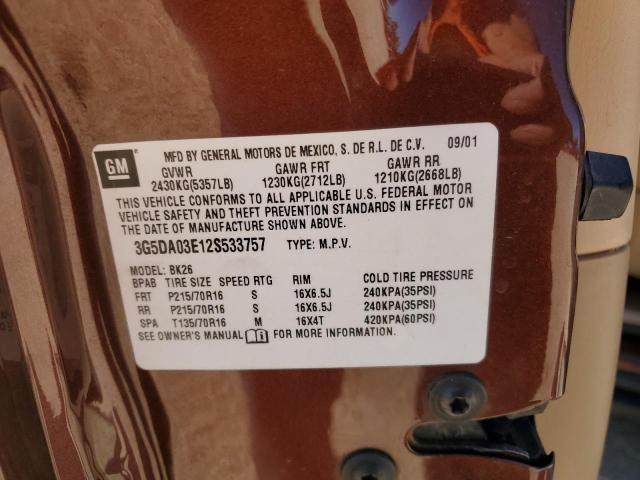 GM
MFD BY GENERAL MOTORS DE MEXICO, S. DE R.L. DE C.V. 09/01
GVWR GAWR FRT GAWR RR
2430KG(5357LB) 1230KG(2712LB) 1210KG(2668LB)
THIS VEHICLE CONFORMS TO ALL APPLICABLE U.S. FEDERAL MOTOR
VEHICLE SAFETY AND THEFT PREVENTION STANDARDS IN EFFECT ON
THE DATE OF MANUFACTURE SHOWN ABOVE.
3G5DA03E12S533757 TYPE: M.P.V.
MODEL: BK26
BPAB TIRE SIZE SPEED RTG RIM COLD TIRE PRESSURE
FRT P215/70R16 S 16X6.5J 240KPA(35PSI)
RR P215/70R16 S 16X6.5J 240KPA(35PSI)
SPA T135/70R16 M 16X4T 420KPA(60PSI)
SEE OWNER'S MANUAL FOR MORE INFORMATION.